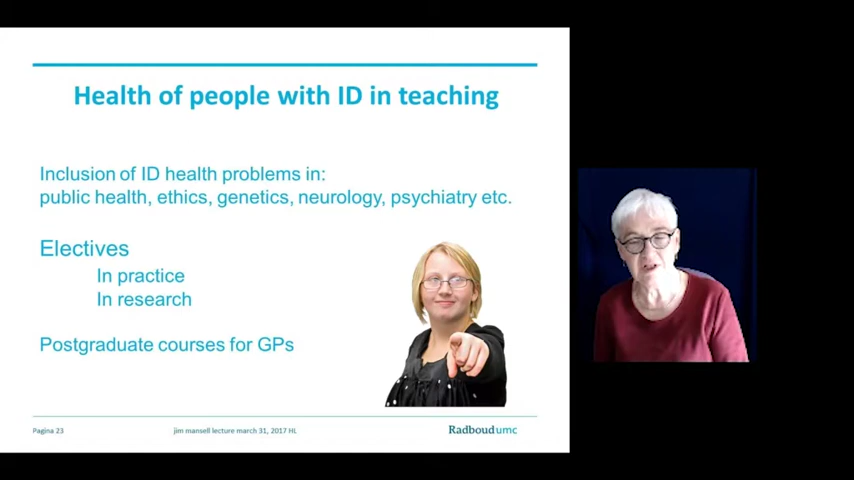 Health of people with ID in teaching
Inclusion of ID health problems in:
public health, ethics, genetics, neurology, psychiatry etc.
Electives
In practice
In research
Postgraduate courses for GPs
Pagina 23
jim mansell lecture march 31, 2017 HL
Radboudumc